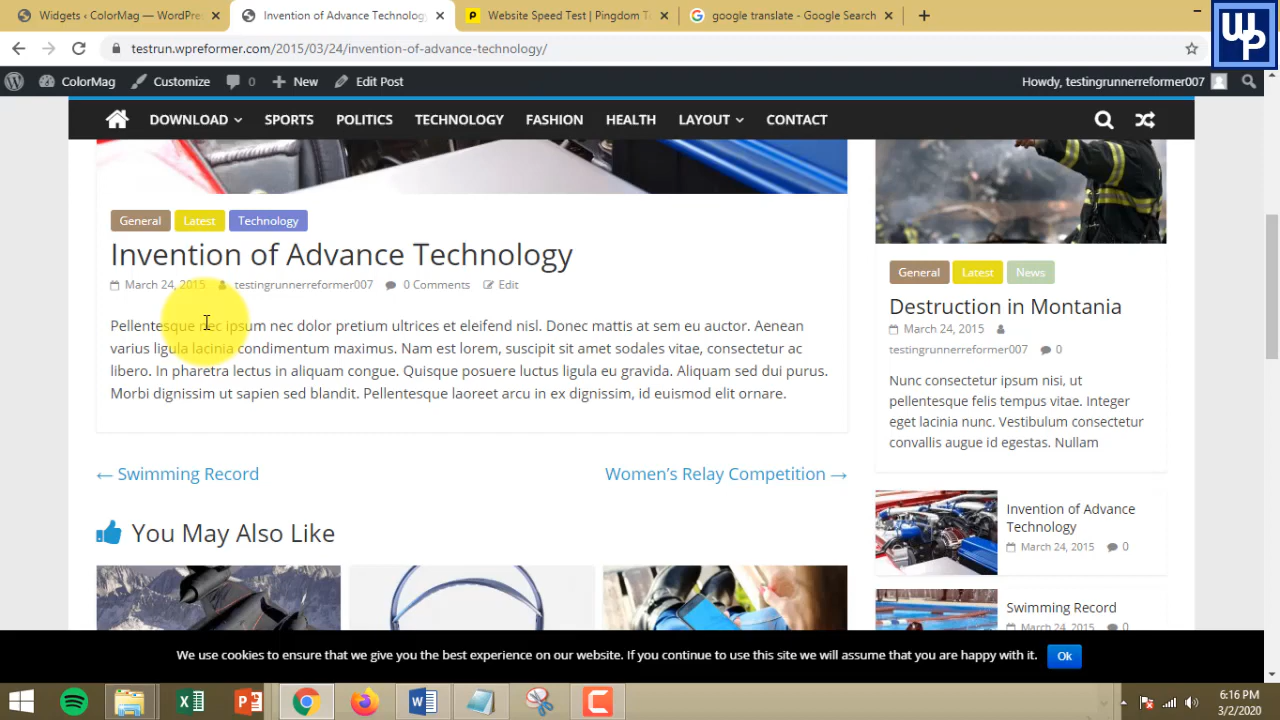 Widgets ‹ ColorMag — WordPre
Invention of Advance Technology
Website Speed Test | Pingdom T
google translate - Google Search
testrun.wpreformer.com/2015/03/24/invention-of-advance-technology/
WP
ColorMag
Customize
0
New
Edit Post
Howdy, testingrunnerreformer007
DOWNLOAD
SPORTS
POLITICS
TECHNOLOGY
FASHION
HEALTH
LAYOUT
CONTACT
General
Latest
Technology
Invention of Advance Technology
March 24, 2015 testingrunnerreformer007 0 Comments Edit
Pellentesque nec ipsum nec dolor pretium ultrices et eleifend nisl. Donec mattis at sem eu auctor. Aenean
varius ligula lacinia condimentum maximus. Nam est lorem, suscipit sit amet sodales vitae, consectetur ac
libero. In pharetra lectus in aliquam congue. Quisque posuere luctus ligula eu gravida. Aliquam sed dui purus.
Morbi dignissim ut sapien sed blandit. Pellentesque laoreet arcu in ex dignissim, id euismod elit ornare.
← Swimming Record
Women’s Relay Competition →
You May Also Like
General
Latest
News
Destruction in Montania
March 24, 2015
testingrunnerreformer007 0
Nunc consectetur ipsum nisi, ut
pellentesque felis tempus vitae. Integer
eget lacinia nunc. Vestibulum consectetur
convallis augue id egestas. Nullam
Invention of Advance
Technology
March 24, 2015 0
Swimming Record
March 24, 2015 0
We use cookies to ensure that we give you the best experience on our website. If you continue to use this site we will assume that you are happy with it.
Ok
6:16 PM
3/2/2020